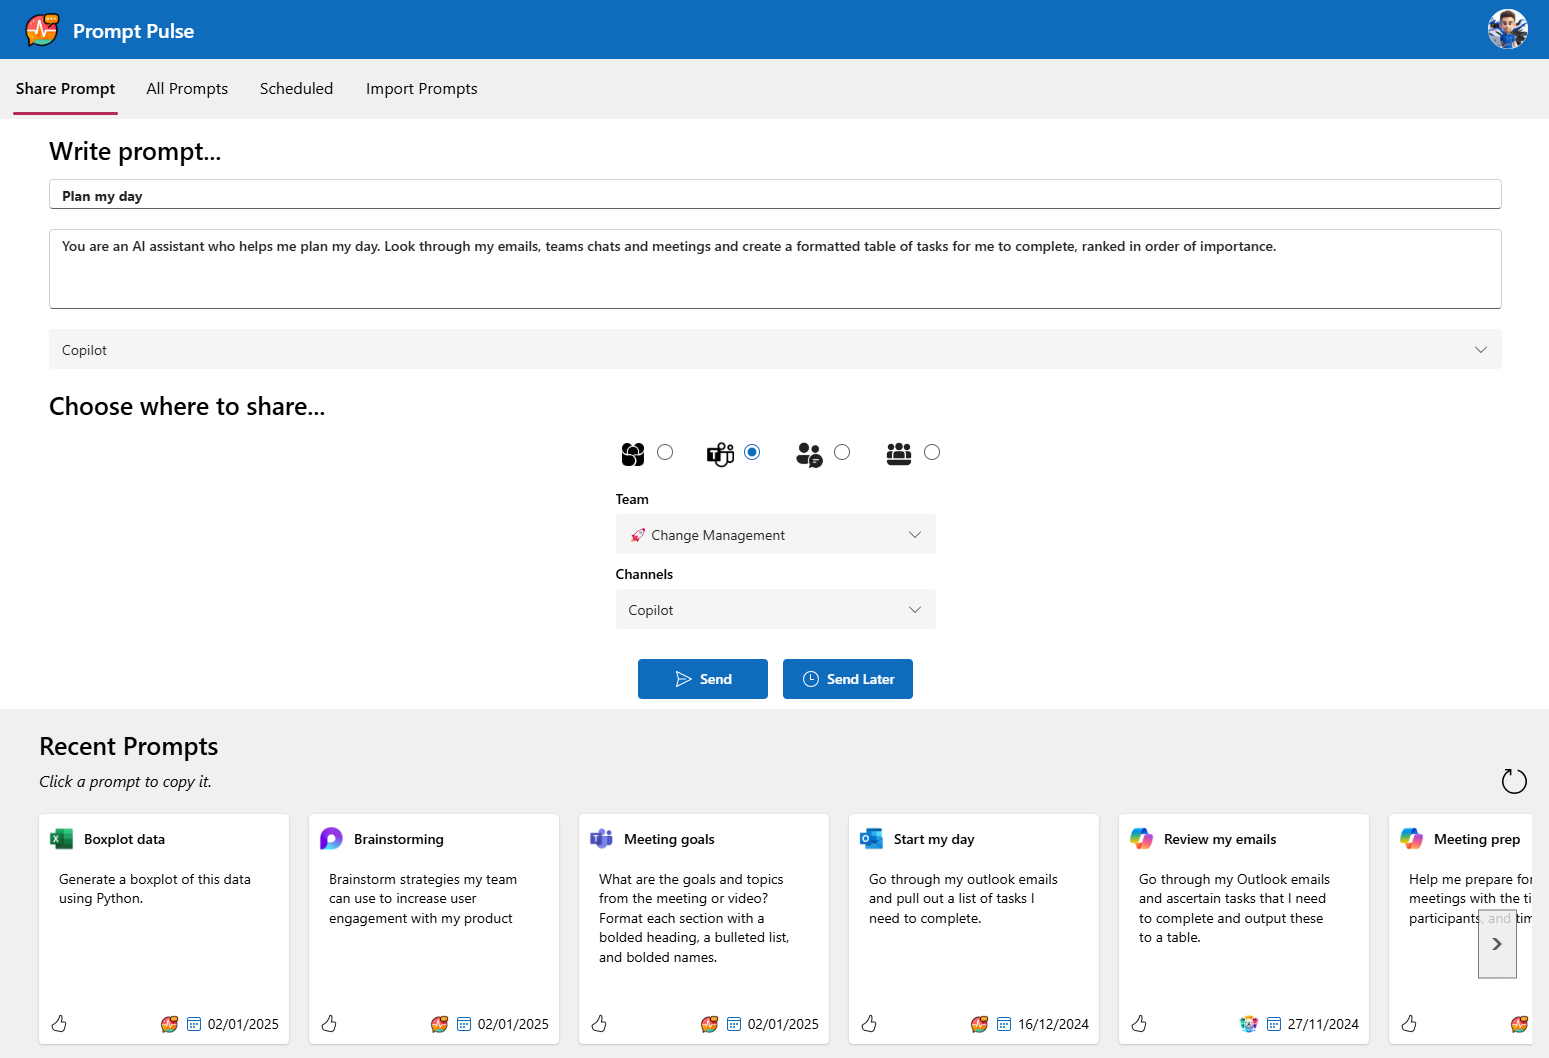 Prompt Pulse
Share Prompt
All Prompts
Scheduled
Import Prompts
Write prompt...
Plan my day
You are an AI assistant who helps me plan my day. Look through my emails, teams chats and meetings and create a formatted table of tasks for me to complete, ranked in order of importance.
Copilot
Choose where to share...
Team
🚀 Change Management
Channels
Copilot
Send
Send Later
Recent Prompts
Click a prompt to copy it.
Boxplot data
Generate a boxplot of this data
using Python.
02/01/2025
Brainstorming
Brainstorm strategies my team
can use to increase user
engagement with my product
02/01/2025
Meeting goals
What are the goals and topics
from the meeting or video?
Format each section with a
bolded heading, a bulleted list,
and bolded names.
02/01/2025
Start my day
Go through my outlook emails
and pull out a list of tasks I
need to complete.
16/12/2024
Review my emails
Go through my Outlook emails
and ascertain tasks that I need
to complete and output these
to a table.
27/11/2024
Meeting prep
Help me prepare for
meetings with the
participants, and